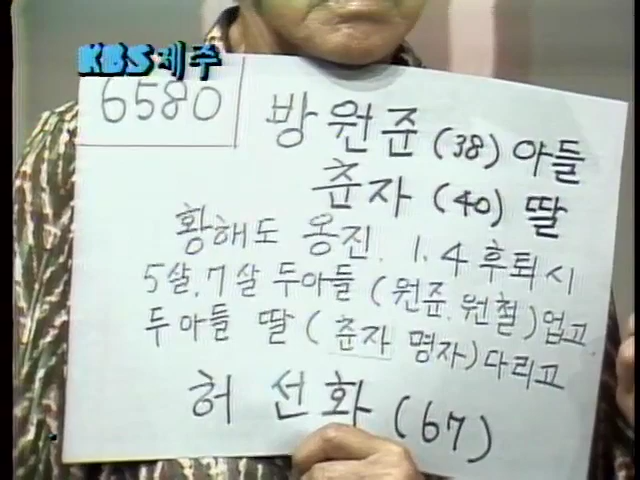 KBS제주
6580
방원준 (38) 아들
춘자 (40) 딸
황해도 옹진. 1.4 후퇴시
5살.7살 두아들 (원준.원철)업고.
두아들 딸 (춘자 명자)다리고
허선화 (67)